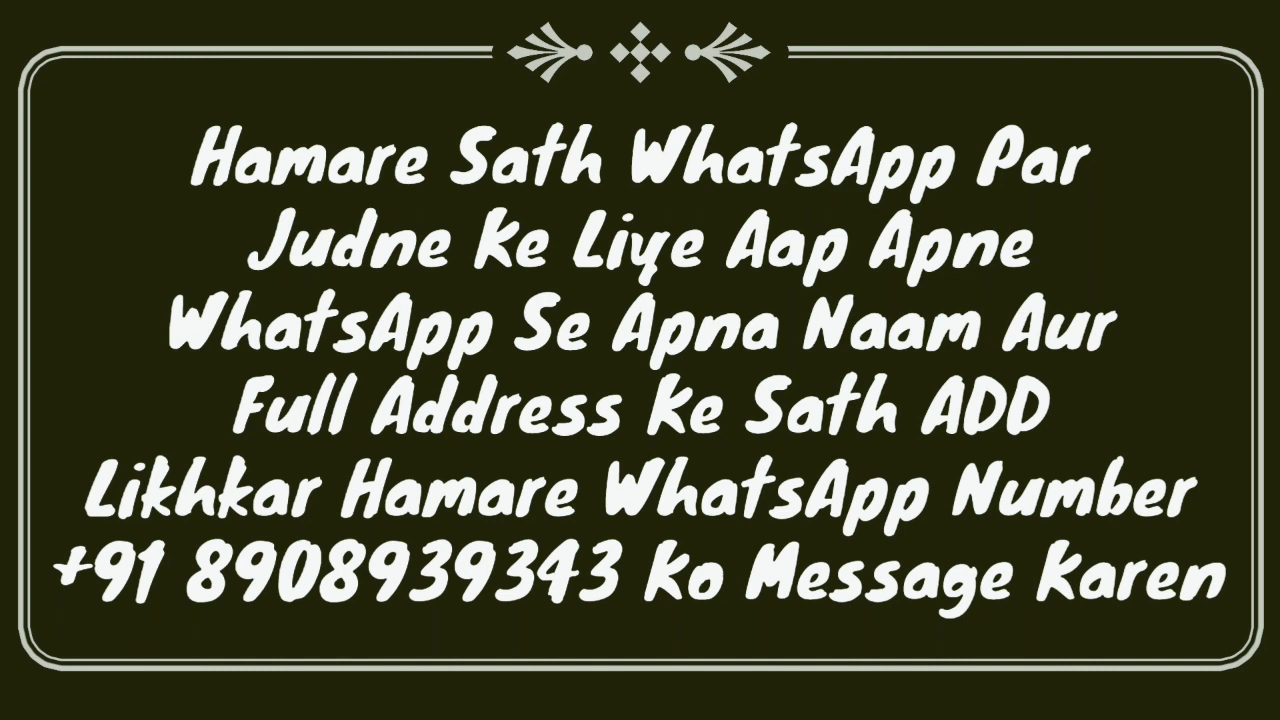 Hamare Sath WhatsApp Par
Judne Ke Liye Aap Apne
WhatsApp Se Apna Naam Aur
Full Address Ke Sath ADD
Likhkar Hamare WhatsApp Number
+91 8908939343 Ko Message Karen